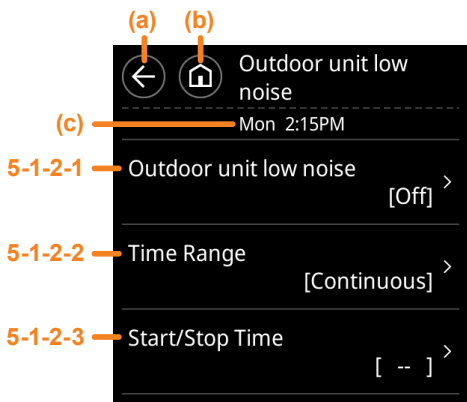 (a) (b)
Outdoor unit low
noise
(c) Mon 2:15PM
5-1-2-1 Outdoor unit low noise
[Off]
5-1-2-2 Time Range
[Continuous]
5-1-2-3 Start/Stop Time
[ -- ]